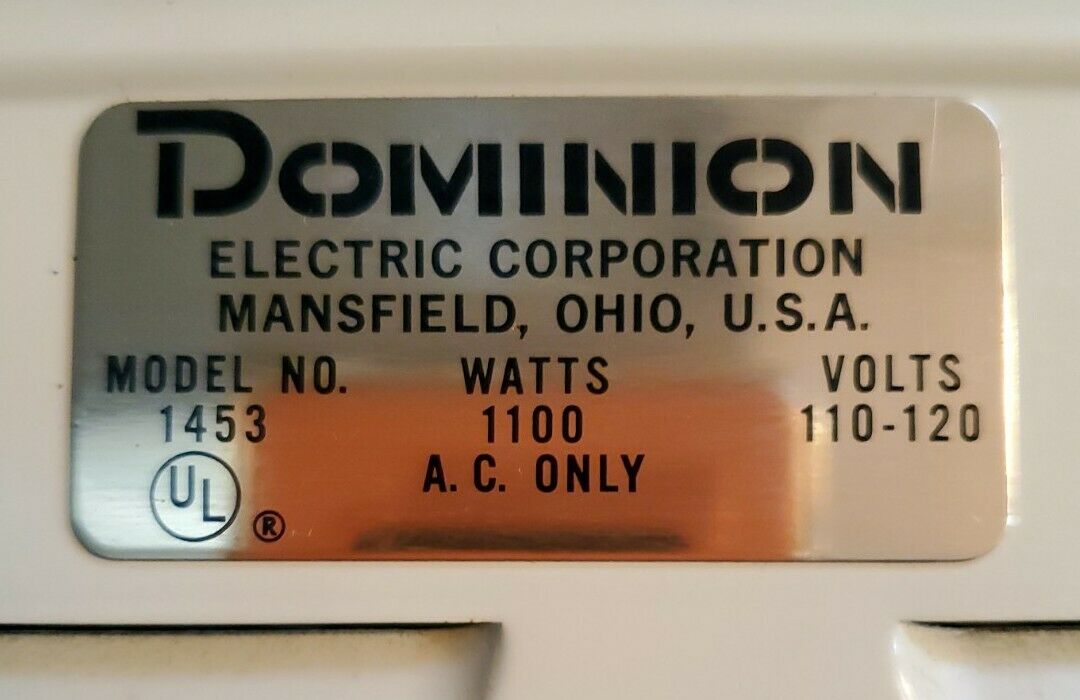 DOMINION
ELECTRIC CORPORATION
MANSFIELD, OHIO, U.S.A.
MODEL NO. WATTS VOLTS
1453 1100 110-120
A.C. ONLY
UL ®